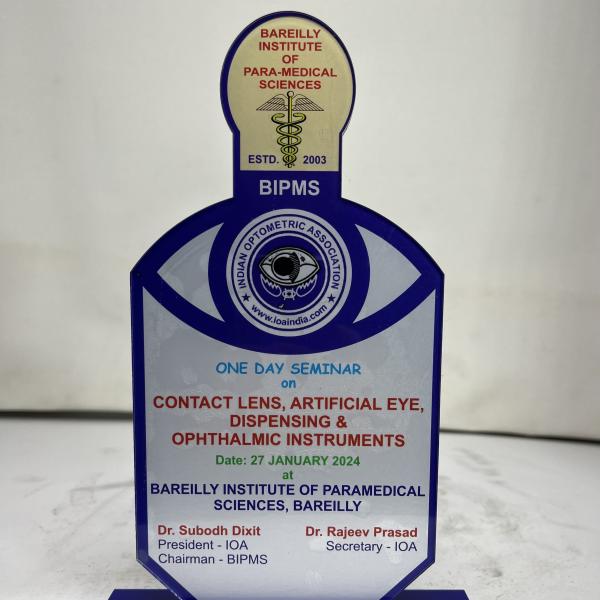 BAREILLY
INSTITUTE
OF
PARA-MEDICAL
SCIENCES
ESTD. 2003
BIPMS
INDIAN OPTOMETRIC ASSOCIATION
★ www.ioaindia.com ★
ONE DAY SEMINAR
on
CONTACT LENS, ARTIFICIAL EYE,
DISPENSING &
OPHTHALMIC INSTRUMENTS
Date: 27 JANUARY 2024
at
BAREILLY INSTITUTE OF PARAMEDICAL
SCIENCES, BAREILLY
Dr. Subodh Dixit Dr. Rajeev Prasad
President - IOA Secretary - IOA
Chairman - BIPMS